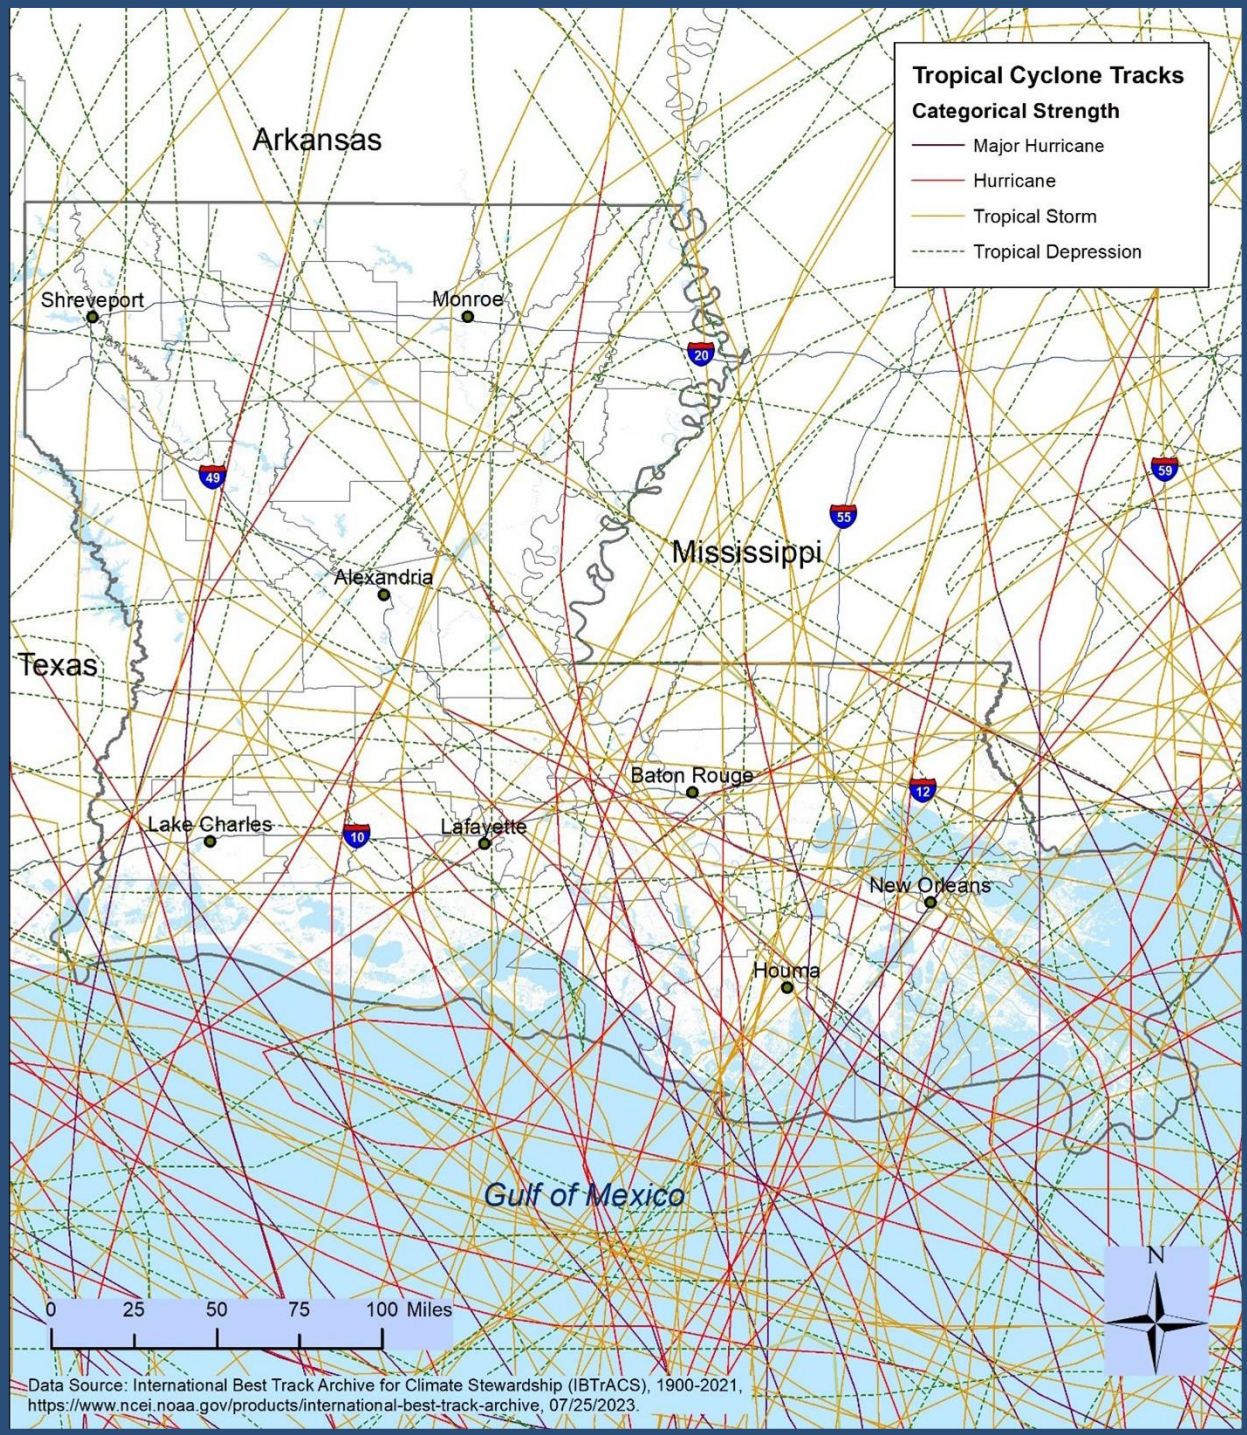 Tropical Cyclone Tracks
Categorical Strength
Major Hurricane
Hurricane
Tropical Storm
Tropical Depression
Arkansas
Shreveport
Monroe
20
49
59
55
Mississippi
Alexandria
Texas
Baton Rouge
12
Lake Charles
10
Lafayette
New Orleans
Houma
Gulf of Mexico
N
0 25 50 75 100 Miles
Data Source: International Best Track Archive for Climate Stewardship (IBTrACS), 1900-2021,
https://www.ncei.noaa.gov/products/international-best-track-archive, 07/25/2023.